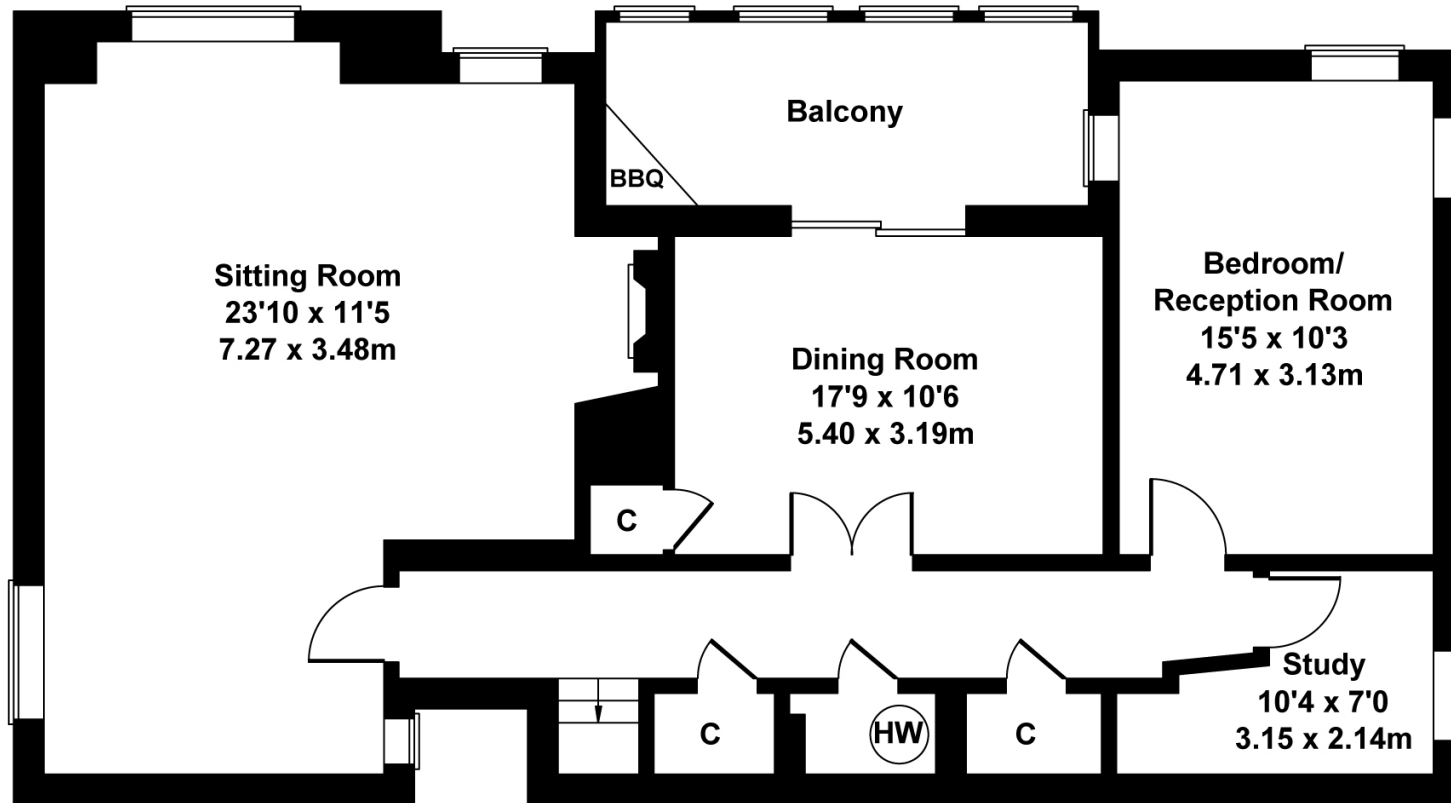 Balcony
BBQ
Sitting Room
23'10 x 11'5
7.27 x 3.48m
Bedroom/
Reception Room
15'5 x 10'3
4.71 x 3.13m
Dining Room
17'9 x 10'6
5.40 x 3.19m
C
Study
10'4 x 7'0
3.15 x 2.14m
C
HW
C